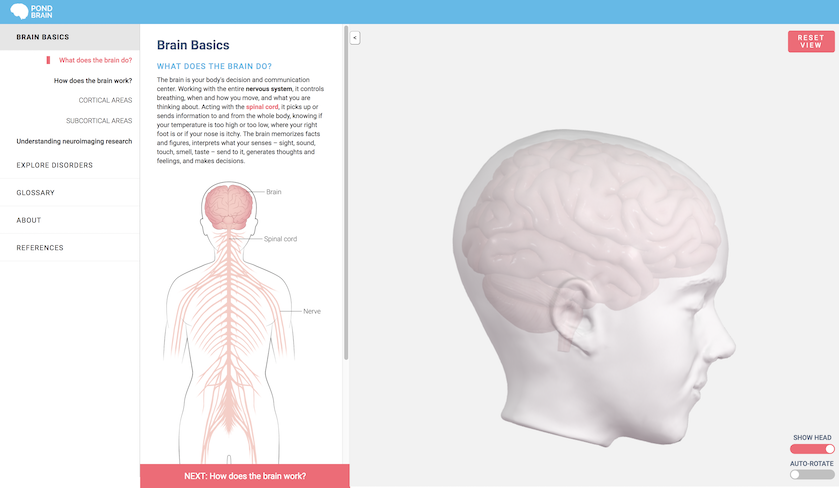 POND
BRAIN
BRAIN BASICS
What does the brain do?
How does the brain work?
CORTICAL AREAS
SUBCORTICAL AREAS
Understanding neuroimaging research
EXPLORE DISORDERS
GLOSSARY
ABOUT
REFERENCES
Brain Basics
WHAT DOES THE BRAIN DO?
The brain is your body's decision and communication
center. Working with the entire nervous system, it controls
breathing, when and how you move, and what you are
thinking about. Acting with the spinal cord, it picks up or
sends information to and from the whole body, knowing if
your temperature is too high or too low, where your right
foot is or if your nose is itchy. The brain memorizes facts
and figures, interprets what your senses – sight, sound,
touch, smell, taste – send to it, generates thoughts and
feelings, and makes decisions.
Brain
Spinal cord
Nerve
NEXT: How does the brain work?
<
RESET
VIEW
SHOW HEAD
AUTO-ROTATE